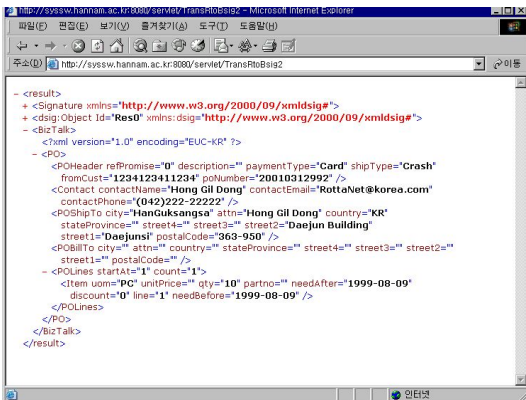 http://syssw.hannam.ac.kr:8080/servlet/TransRtoBsig2 - Microsoft Internet Explorer
파일(F) 편집(E) 보기(V) 즐겨찾기(A) 도구(T) 도움말(H)
주소(D) http://syssw.hannam.ac.kr:8080/servlet/TransRtoBsig2 이동
- <result>
+ <Signature xmlns="http://www.w3.org/2000/09/xmldsig#">
+ <dsig:Object Id="Res0" xmlns:dsig="http://www.w3.org/2000/09/xmldsig#">
- <BizTalk>
<?xml version="1.0" encoding="EUC-KR" ?>
- <PO>
<POHeader refPromise="0" description="" paymentType="Card" shipType="Crash"
fromCust="1234123411234" poNumber="20010312992" />
<Contact contactName="Hong Gil Dong" contactEmail="RottaNet@korea.com"
contactPhone="(042)222-22222" />
<POShipTo city="HanGuksangsa" attn="Hong Gil Dong" country="KR"
stateProvince="" street4="" street3="" street2="Daejun Building"
street1="Daejunsi" postalCode="363-950" />
<POBillTo city="" attn="" country="" stateProvince="" street4="" street3="" street2=""
street1="" postalCode="" />
- <POLines startAt="1" count="1">
<Item uom="PC" unitPrice="" qty="10" partno="" needAfter="1999-08-09"
discount="0" line="1" needBefore="1999-08-09" />
</POLines>
</PO>
</BizTalk>
</result>
인터넷